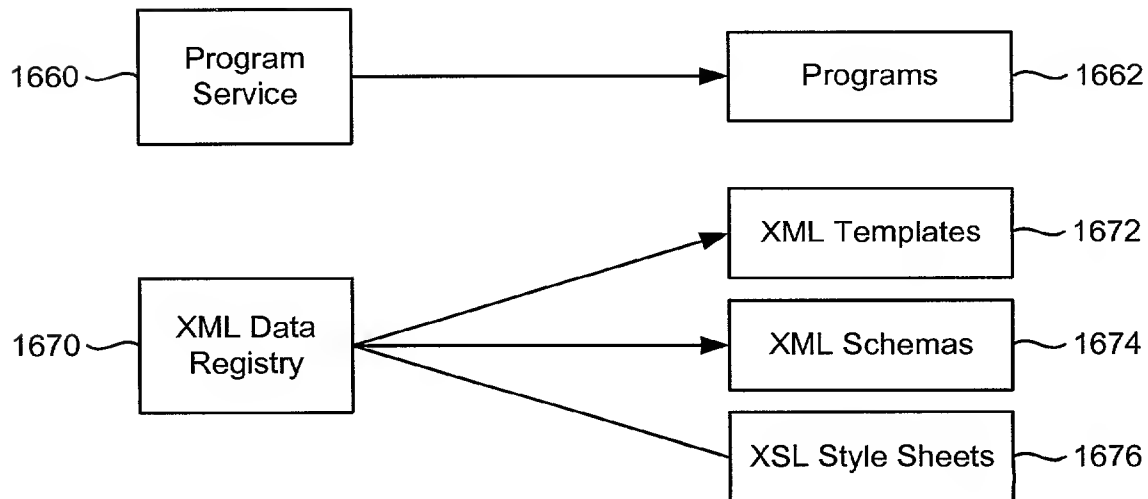 1660
Program
Service
Programs
1662
XML Templates
1672
1670
XML Data
Registry
XML Schemas
1674
XSL Style Sheets
1676